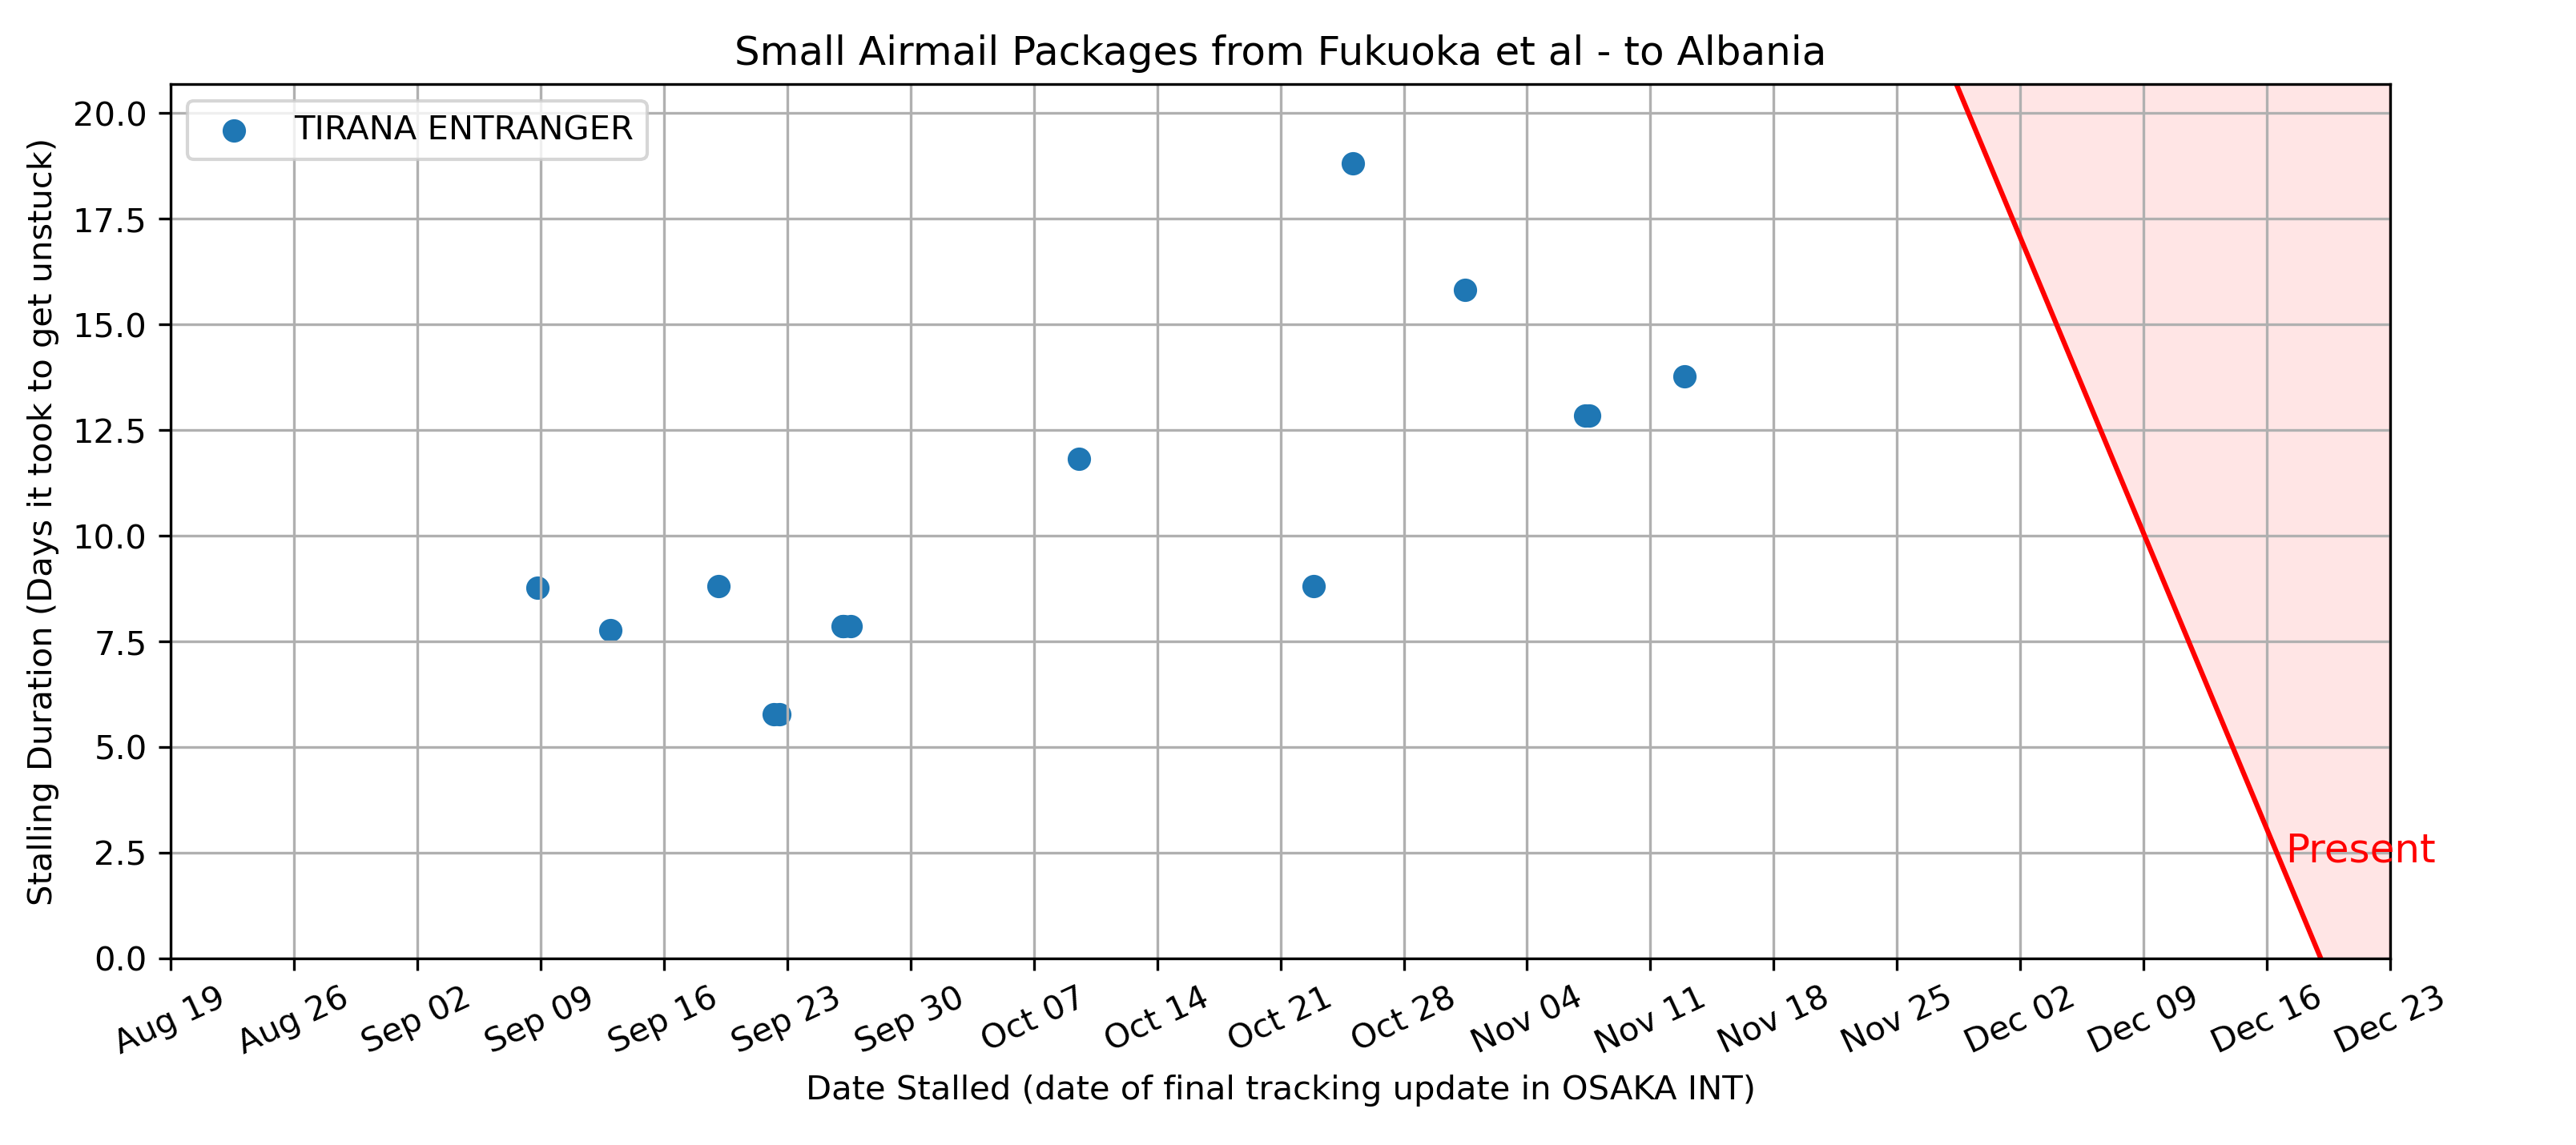 Small Airmail Packages from Fukuoka et al - to Albania
TIRANA ENTRANGER
Stalling Duration (Days it took to get unstuck)
20.0
17.5
15.0
12.5
10.0
7.5
5.0
2.5
0.0
Present
Aug 19
Aug 26
Sep 02
Sep 09
Sep 16
Sep 23
Sep 30
Oct 07
Oct 14
Oct 21
Oct 28
Nov 04
Nov 11
Nov 18
Nov 25
Dec 02
Dec 09
Dec 16
Dec 23
Date Stalled (date of final tracking update in OSAKA INT)